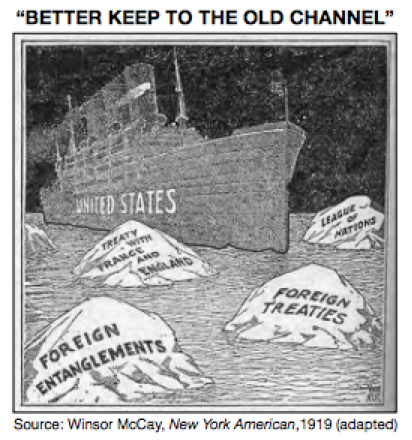 “BETTER KEEP TO THE OLD CHANNEL”
UNITED STATES
LEAGUE
OF
NATIONS
TREATY
WITH
FRANCE
AND
ENGLAND
FOREIGN
TREATIES
FOREIGN
ENTANGLEMENTS
Source: Winsor McCay, New York American, 1919 (adapted)